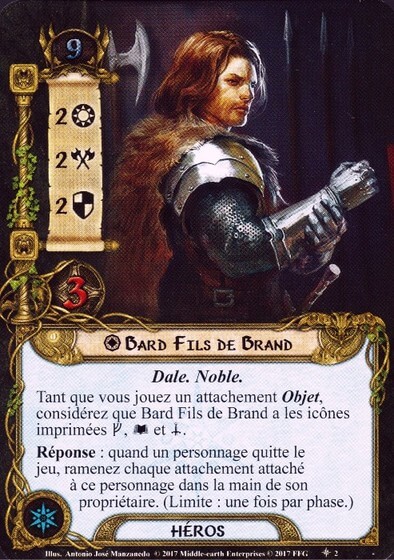 9
2
2
2
3
BARD FILS DE BRAND
Dale. Noble.
Tant que vous jouez un attachement Objet,
considérez que Bard Fils de Brand a les icônes
imprimées , et .
Réponse : quand un personnage quitte le
jeu, ramenez chaque attachement attaché
à ce personnage dans la main de son
propriétaire. (Limite : une fois par phase.)
HÉROS
Illus. Antonio José Manzanedo © 2017 Middle-earth Enterprises © 2017 FFG 2